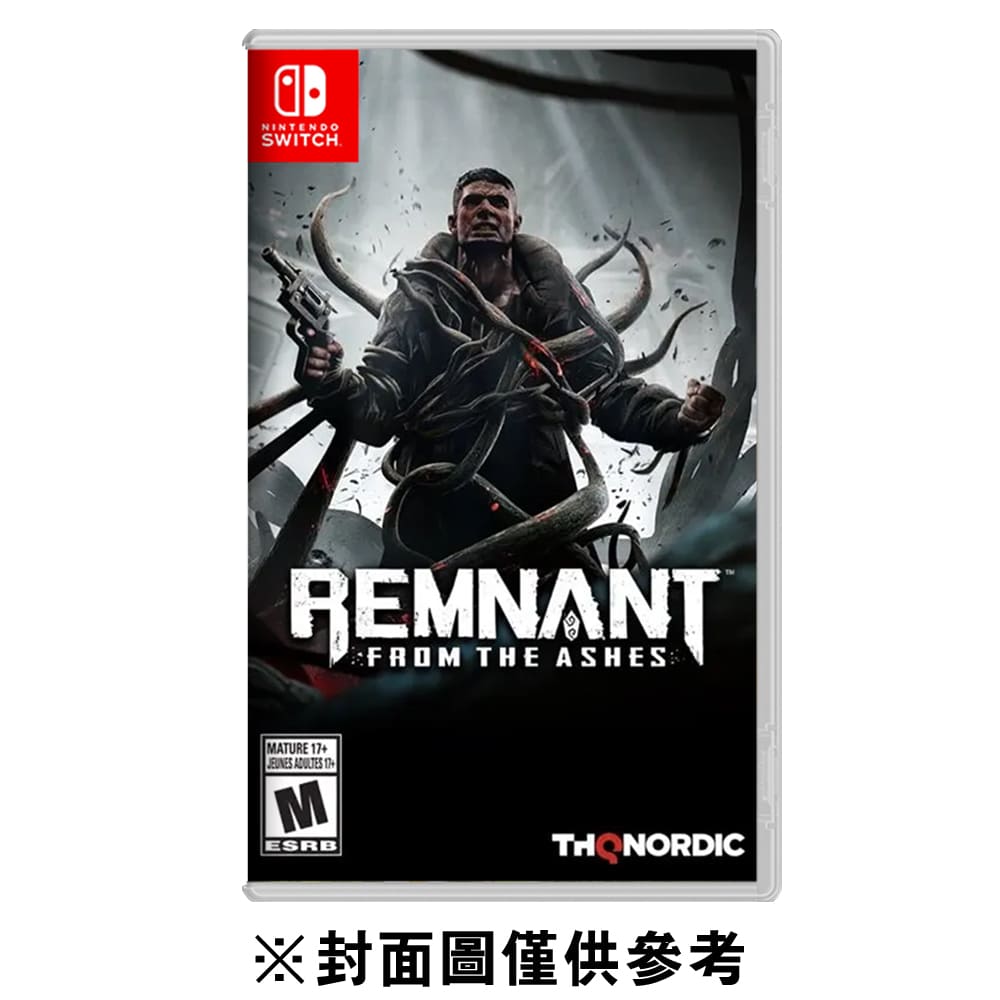 NINTENDO
SWITCH
REMNANT™
FROM THE ASHES
MATURE 17+
JEUNES ADULTES 17+
M
ESRB
THQNORDIC
※封面圖僅供參考